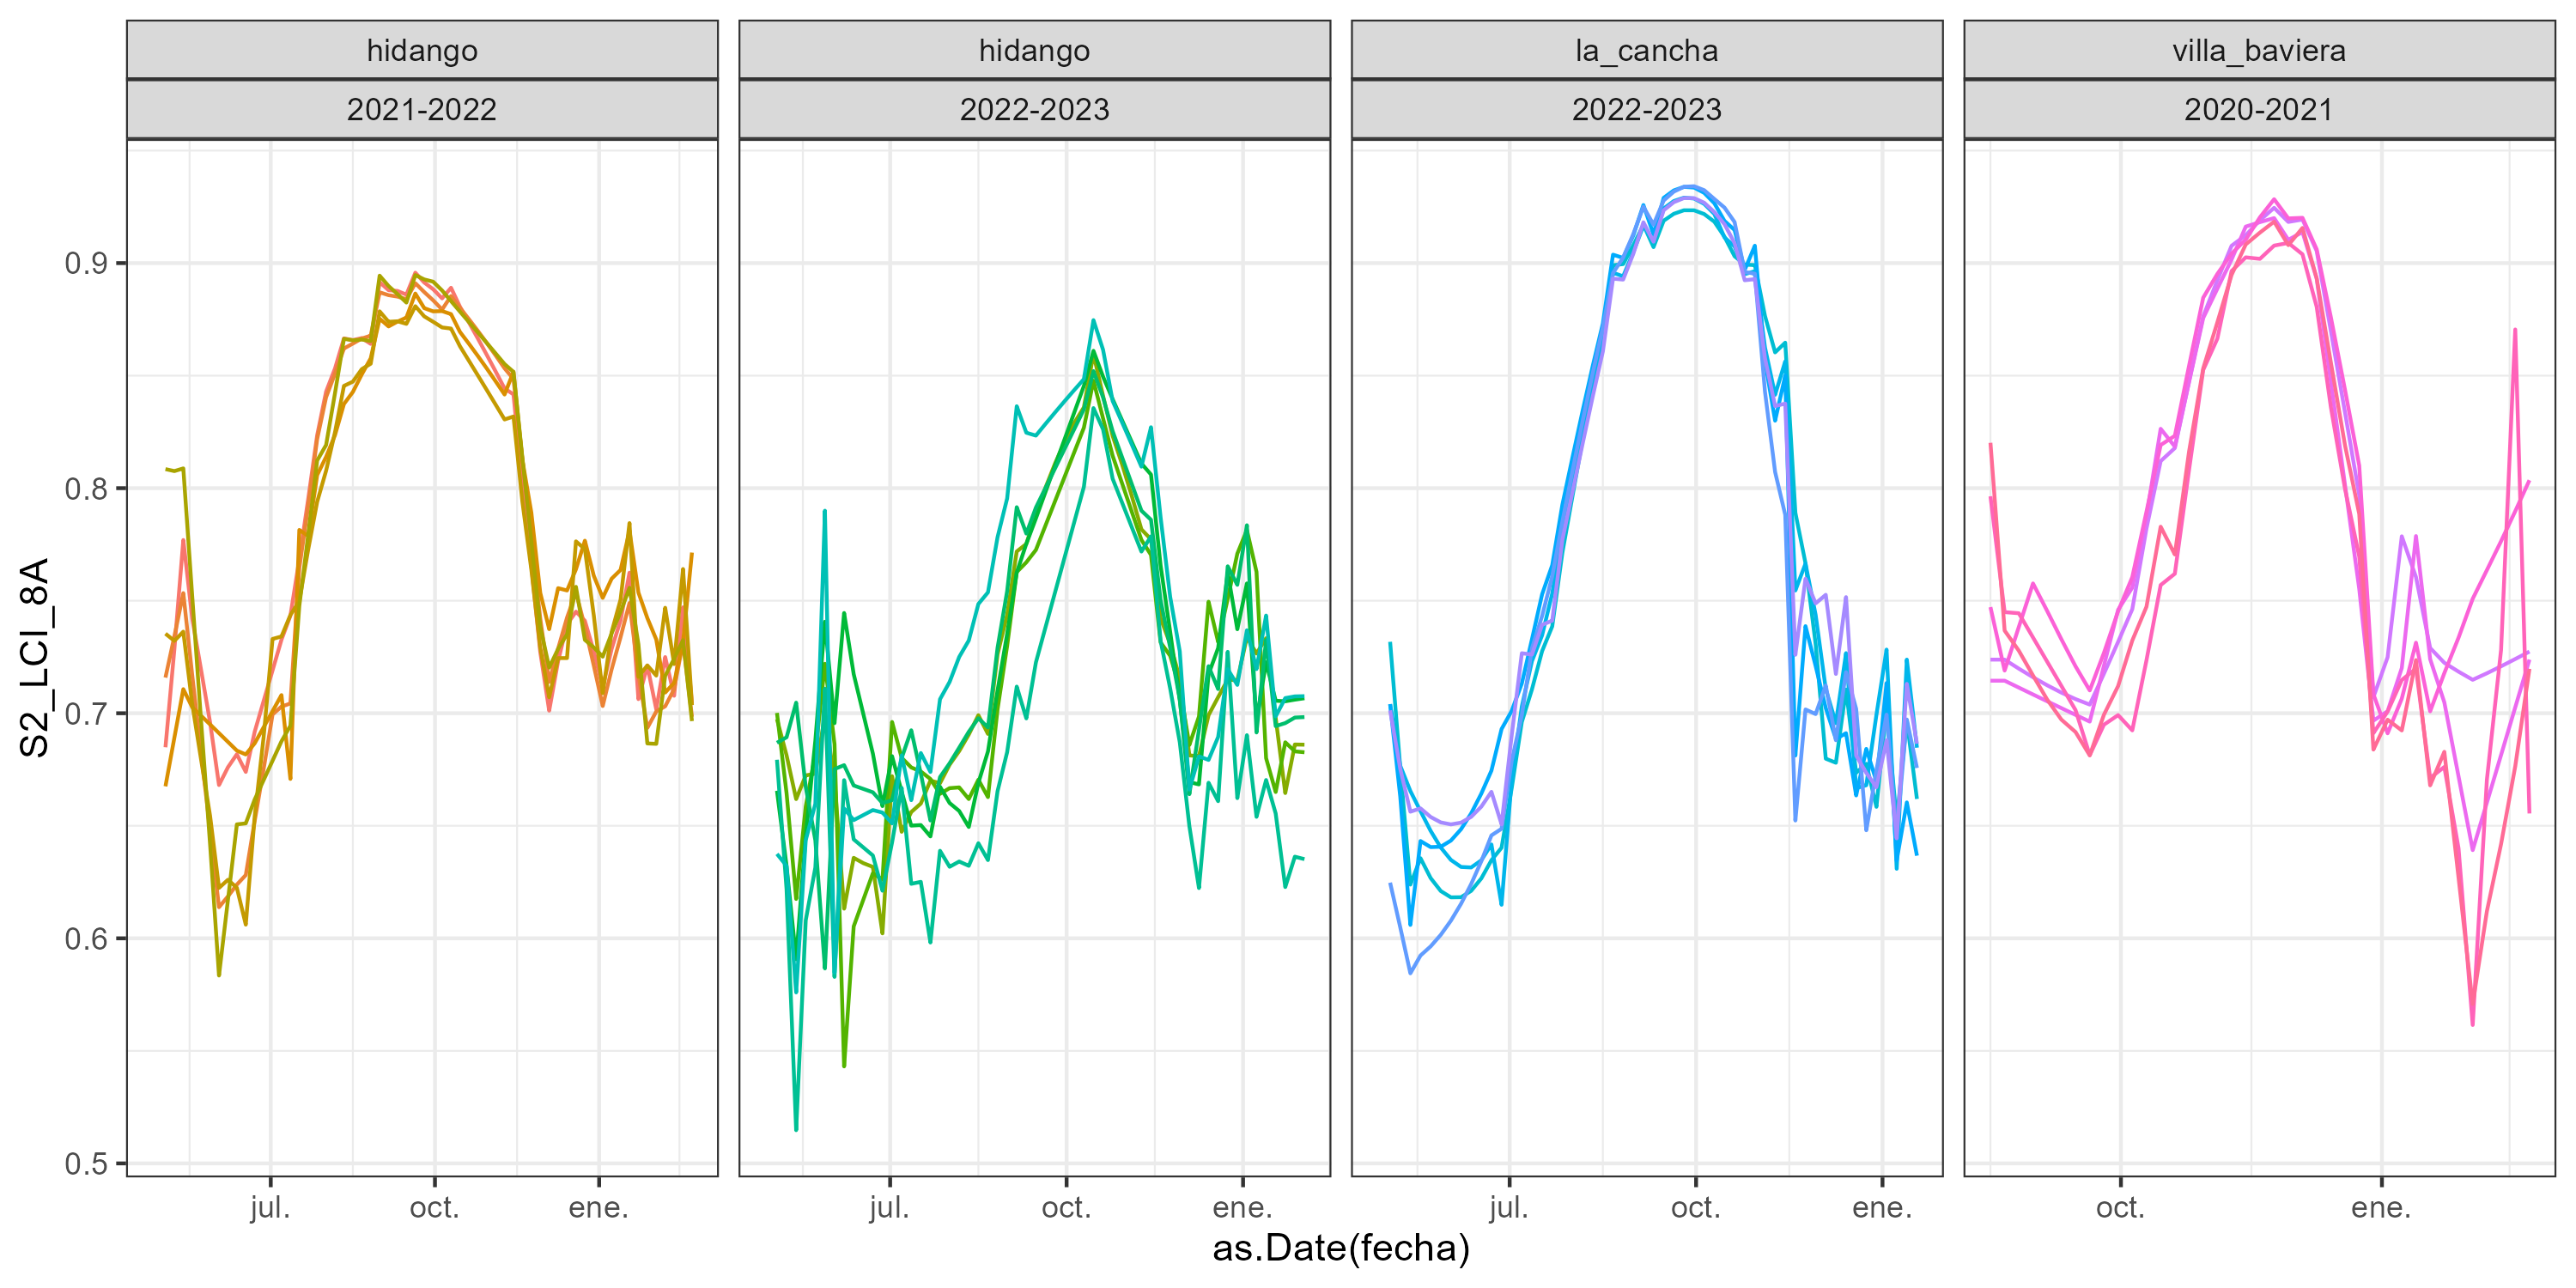 hidango
hidango
la_cancha
villa_baviera
2021-2022
2022-2023
2022-2023
2020-2021
S2_LCI_8A
0.9
0.8
0.7
0.6
0.5
jul.
oct.
ene.
jul.
oct.
ene.
jul.
oct.
ene.
oct.
ene.
as.Date(fecha)